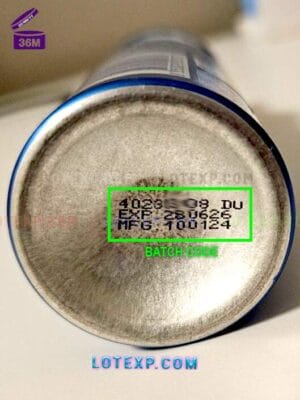 36M
DU
EXP 280626
MFG 100124
BATCH CODE
LOTEXP.COM